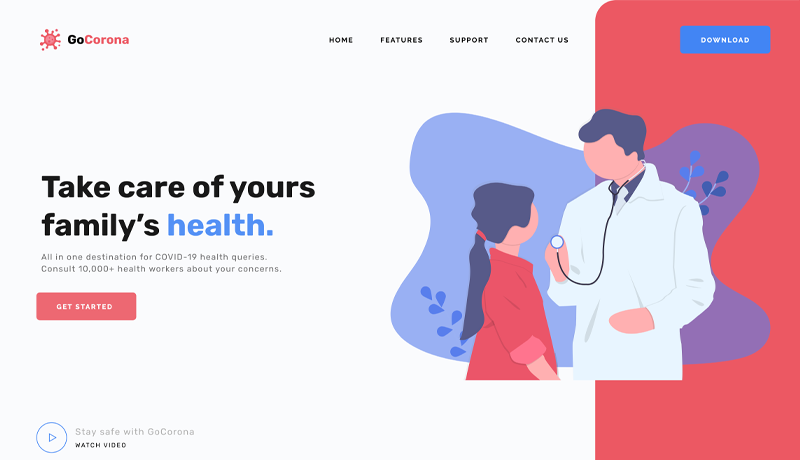 GoCorona
HOME FEATURES SUPPORT CONTACT US
DOWNLOAD
Take care of yours
family’s health.
All in one destination for COVID-19 health queries.
Consult 10,000+ health workers about your concerns.
GET STARTED
Stay safe with GoCorona
WATCH VIDEO